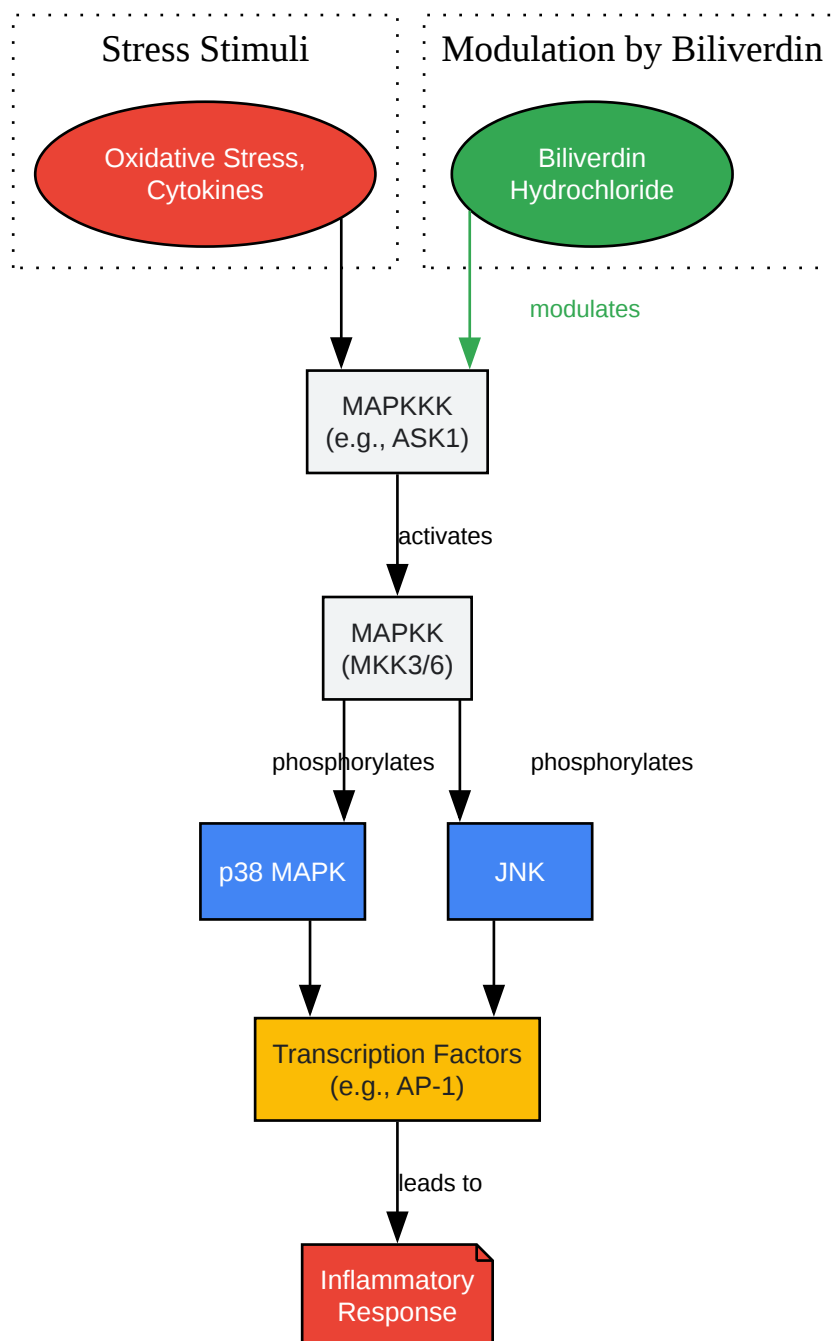 Stress Stimuli
Modulation by Biliverdin
Oxidative Stress,
Cytokines
Biliverdin
Hydrochloride
modulates
MAPKKK
(e.g., ASK1)
activates
MAPKK
(MKK3/6)
phosphorylates
phosphorylates
p38 MAPK
JNK
Transcription Factors
(e.g., AP-1)
leads to
Inflammatory
Response